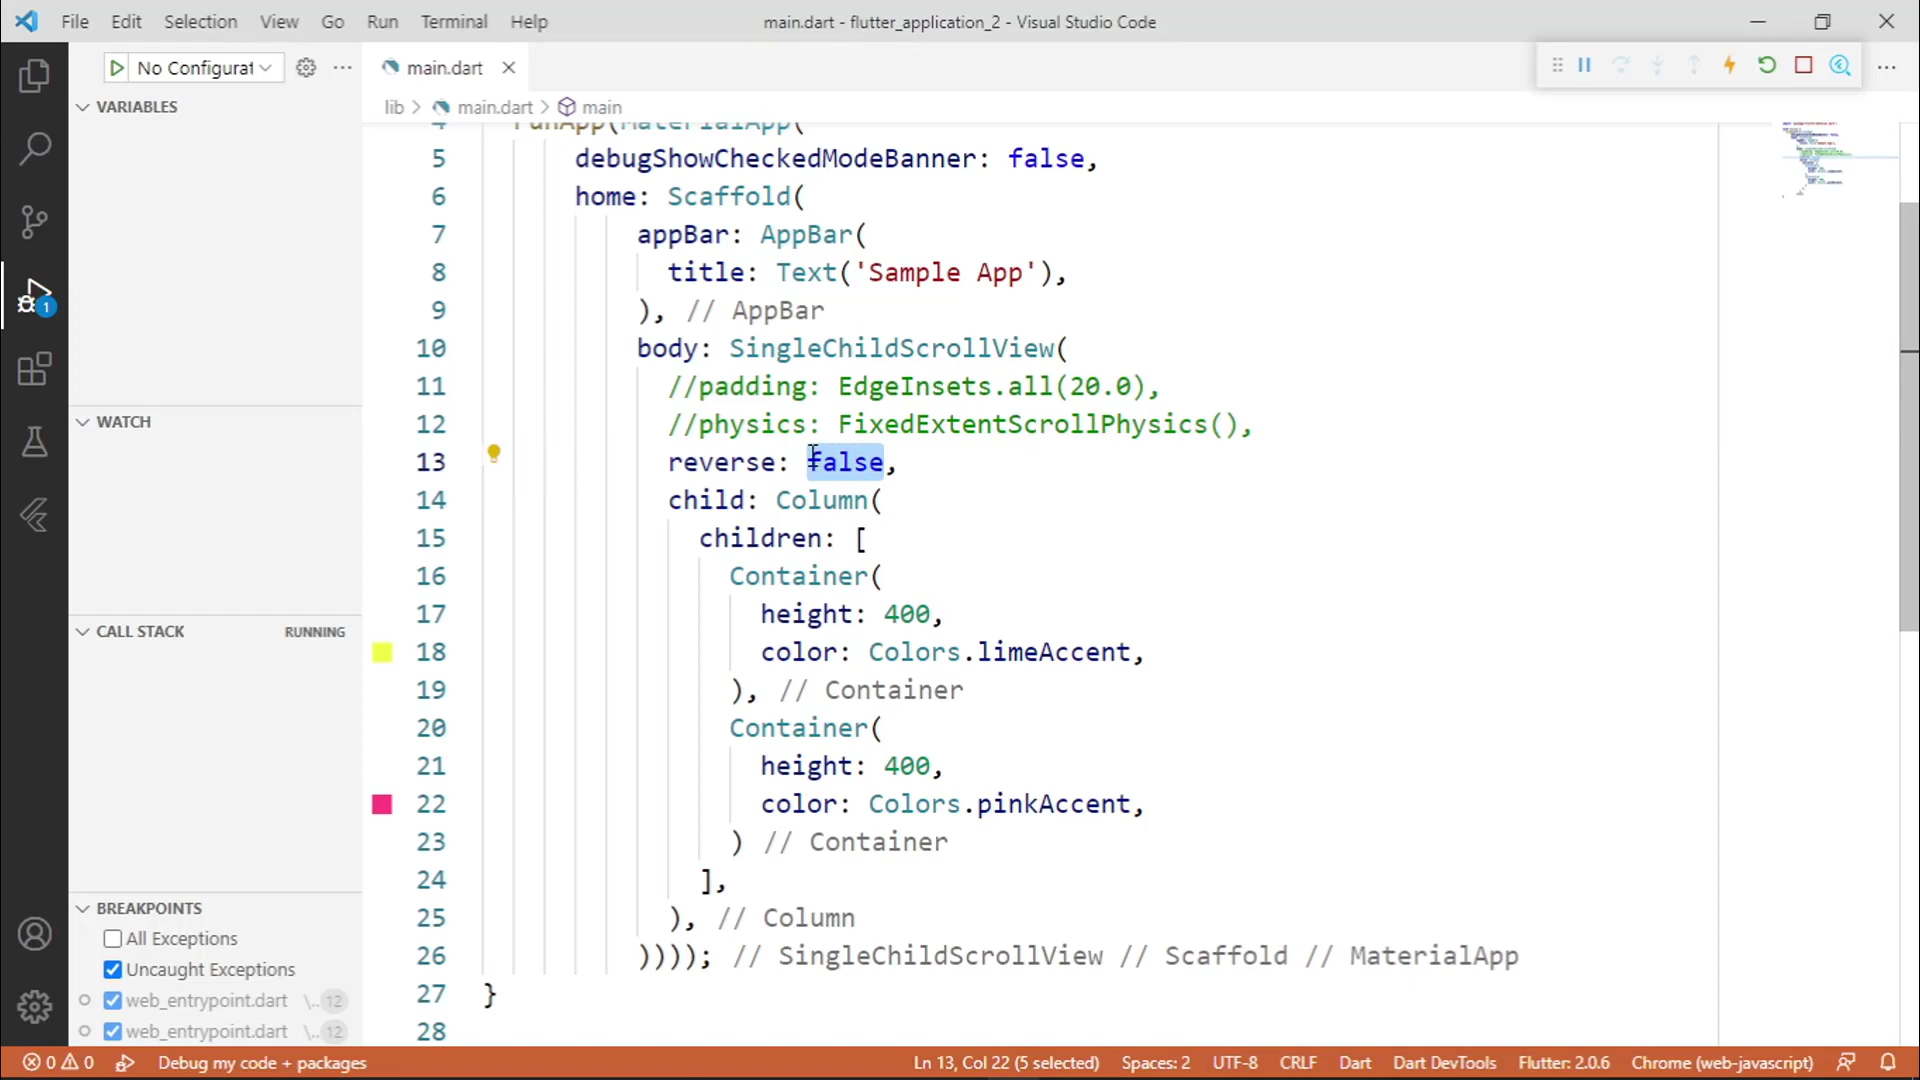 File Edit Selection View Go Run Terminal Help
main.dart - flutter_application_2 - Visual Studio Code
No Configurat
main.dart
VARIABLES
lib > main.dart > main
4 runApp(MaterialApp(
5 debugShowCheckedModeBanner: false,
6 home: Scaffold(
7 appBar: AppBar(
8 title: Text('Sample App'),
9 ), // AppBar
10 body: SingleChildScrollView(
11 //padding: EdgeInsets.all(20.0),
12 //physics: FixedExtentScrollPhysics(),
13 reverse: false,
14 child: Column(
15 children: [
16 Container(
17 height: 400,
18 color: Colors.limeAccent,
19 ), // Container
20 Container(
21 height: 400,
22 color: Colors.pinkAccent,
23 ) // Container
24 ],
25 ), // Column
26 )))); // SingleChildScrollView // Scaffold // MaterialApp
27 }
28
1
WATCH
CALL STACK RUNNING
BREAKPOINTS
All Exceptions
Uncaught Exceptions
web_entrypoint.dart \.. 12
web_entrypoint.dart \.. 12
0 0 Debug my code + packages Ln 13, Col 22 (5 selected) Spaces: 2 UTF-8 CRLF Dart Dart DevTools Flutter: 2.0.6 Chrome (web-javascript)